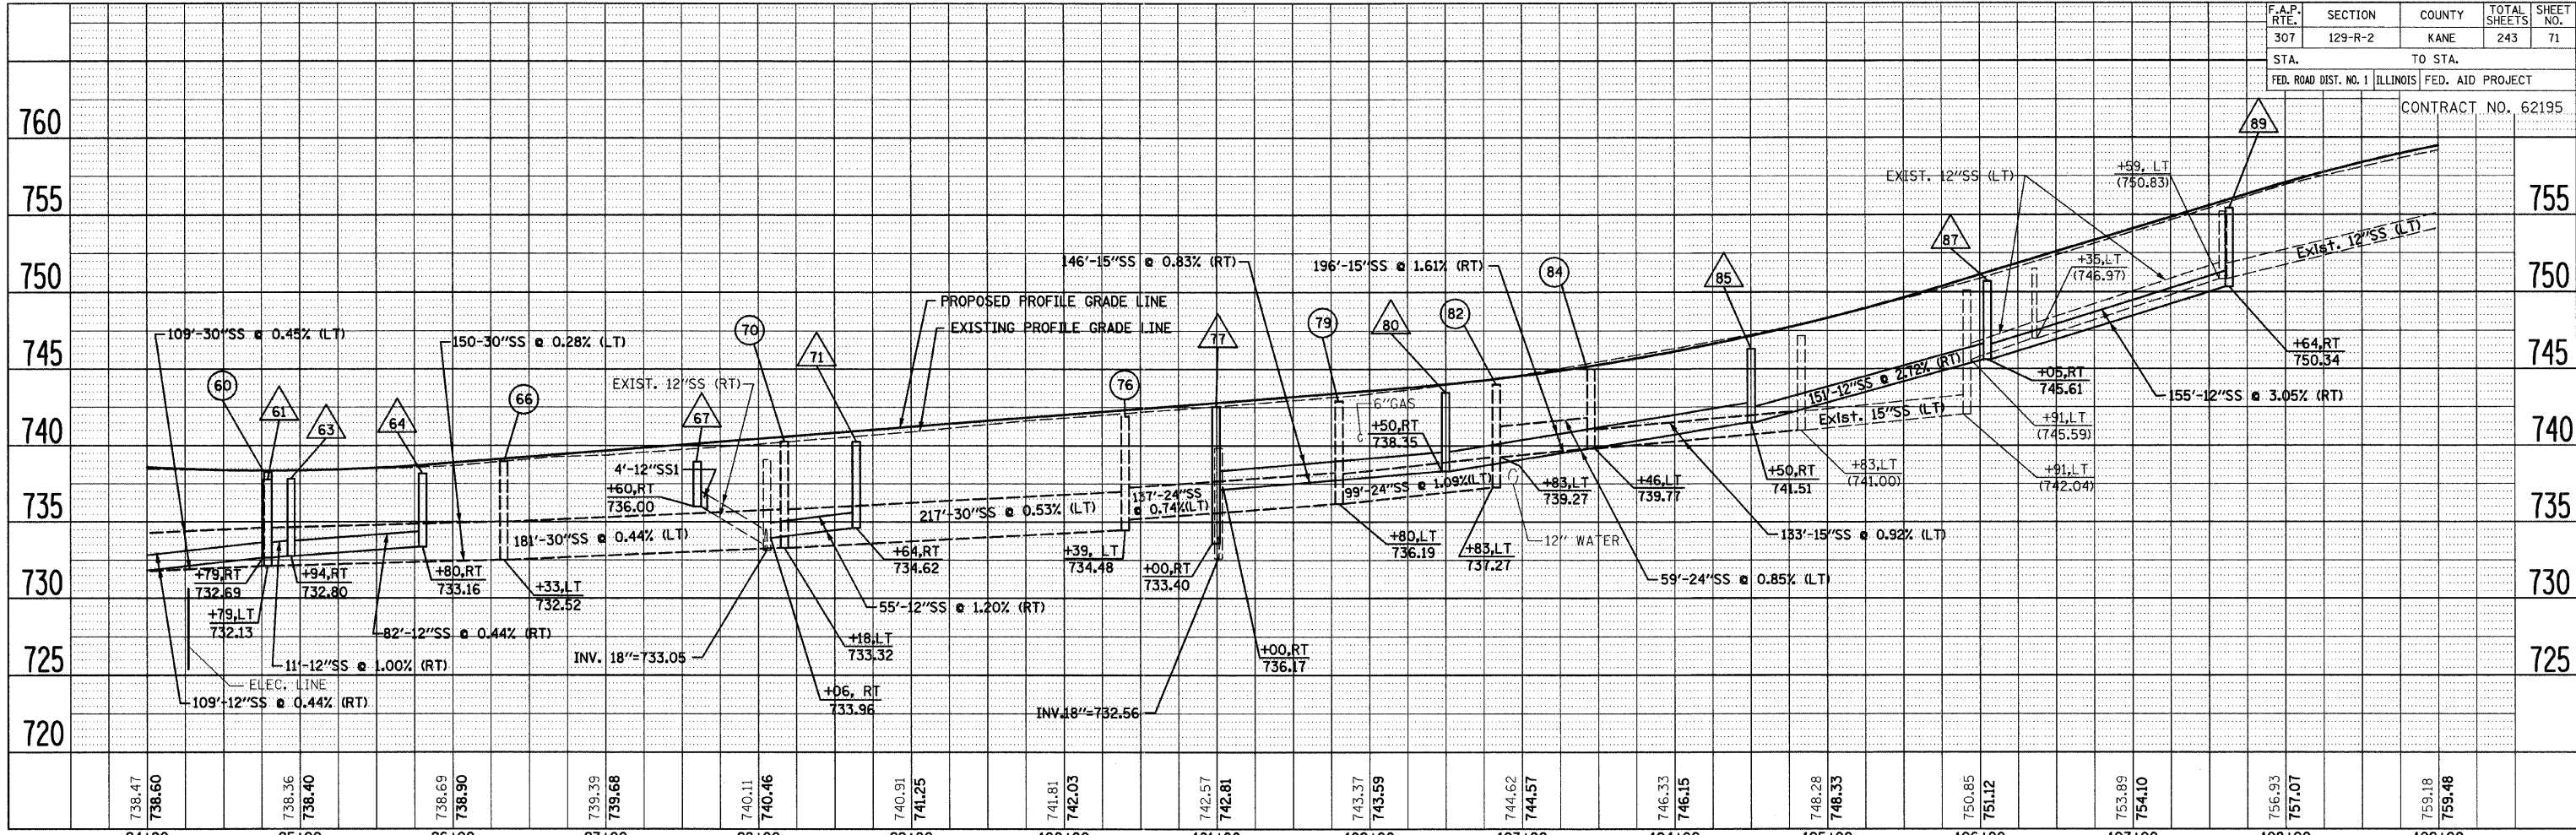 F.A.P. RTE. SECTION COUNTY TOTAL SHEETS SHEET NO.
307 129-R-2 KANE 243 71
STA. TO STA.
FED. ROAD DIST. NO. 1 ILLINOIS FED. AID PROJECT
CONTRACT NO. 62195
760
755
750
745
740
735
730
725
720
755
750
745
740
735
730
725
89
+59, LT
(750.83)
EXIST. 12"SS (LT)
87
+35,LT
(746.97)
Exist. 12"SS (LT)
146'-15"SS @ 0.83% (RT)
196'-15"SS @ 1.61% (RT)
84
85
PROPOSED PROFILE GRADE LINE
EXISTING PROFILE GRADE LINE
109'-30"SS @ 0.45% (LT)
150-30"SS @ 0.28% (LT)
70
71
77
79
80
82
+64,RT
750.34
+05,RT
745.61
155'-12"SS @ 3.05% (RT)
151'-12"SS @ 2.72% (RT)
Exist. 15"SS (LT)
60
61
63
64
66
EXIST. 12"SS (RT)
67
76
6"GAS
+50,RT
738.35
+91,LT
(745.59)
4'-12"SS1
+60,RT
736.00
137'-24"SS
@ 0.74%(LT)
99'-24"SS @ 1.09%(LT)
+83,LT
739.27
+46,LT
739.77
+50,RT
741.51
+83,LT
(741.00)
+91,LT
(742.04)
181'-30"SS @ 0.44% (LT)
217'-30"SS @ 0.53% (LT)
12" WATER
133'-15"SS @ 0.92% (LT)
+79,RT
732.69
+94,RT
732.80
+80,RT
733.16
+33,LT
732.52
+64,RT
734.62
+39, LT
734.48
+00,RT
733.40
+80,LT
736.19
+83,LT
737.27
59'-24"SS @ 0.85% (LT)
+79,LT
732.13
82'-12"SS @ 0.44% (RT)
55'-12"SS @ 1.20% (RT)
+18,LT
733.32
INV. 18"=733.05
+00,RT
736.17
11'-12"SS @ 1.00% (RT)
ELEC. LINE
109'-12"SS @ 0.44% (RT)
+06, RT
733.96
INV.18"=732.56
738.47
738.60
738.36
738.40
738.69
738.90
739.39
739.68
740.11
740.46
740.91
741.25
741.81
742.03
742.57
742.81
743.37
743.59
744.62
744.57
746.33
746.15
748.28
748.33
750.85
751.12
753.89
754.10
756.93
757.07
759.18
759.48